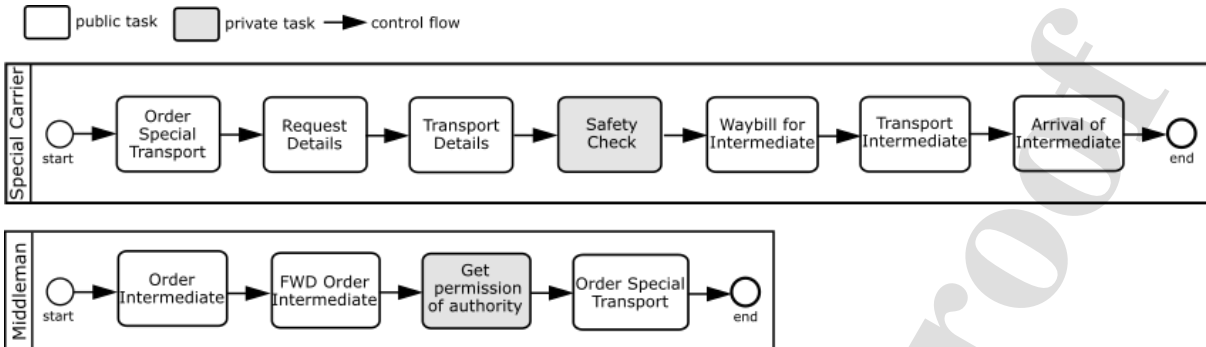 public task
private task
control flow
Special Carrier
start
Order
Special
Transport
Request
Details
Transport
Details
Safety
Check
Waybill for
Intermediate
Transport
Intermediate
Arrival of
Intermediate
end
Middleman
start
Order
Intermediate
FWD Order
Intermediate
Get
permission
of authority
Order Special
Transport
end
roof